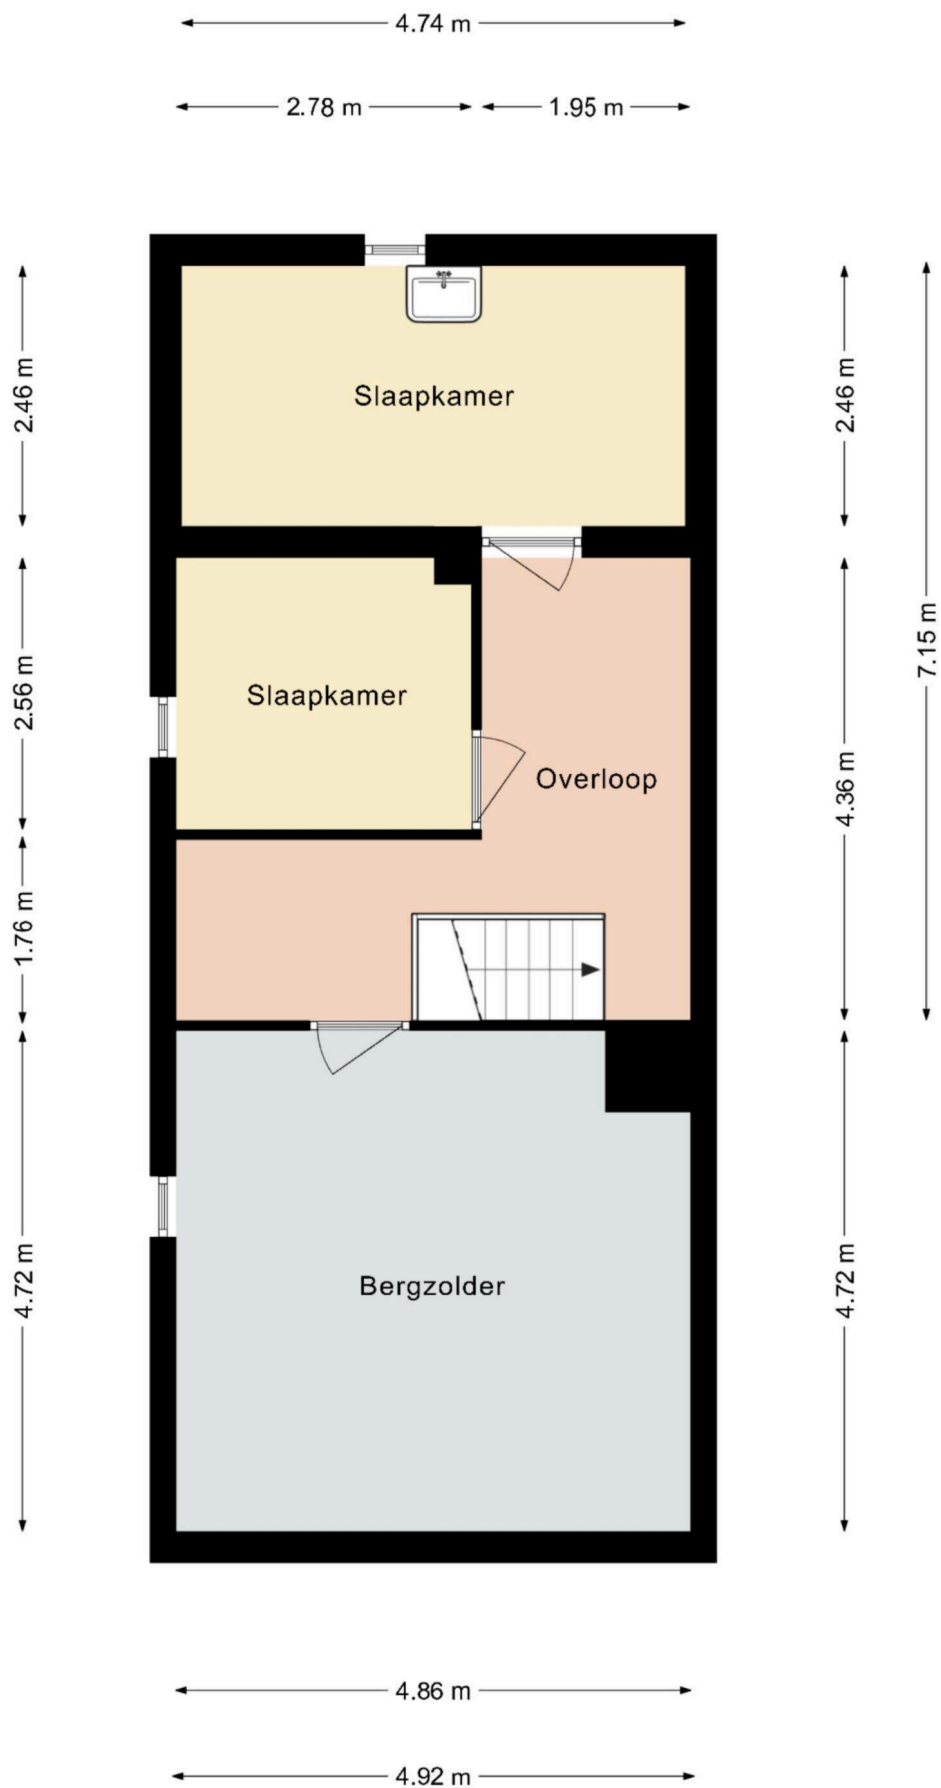 4.74 m
2.78 m
1.95 m
2.46 m
Slaapkamer
2.46 m
7.15 m
2.56 m
Slaapkamer
Overloop
4.36 m
1.76 m
4.72 m
Bergzolder
4.72 m
4.86 m
4.92 m